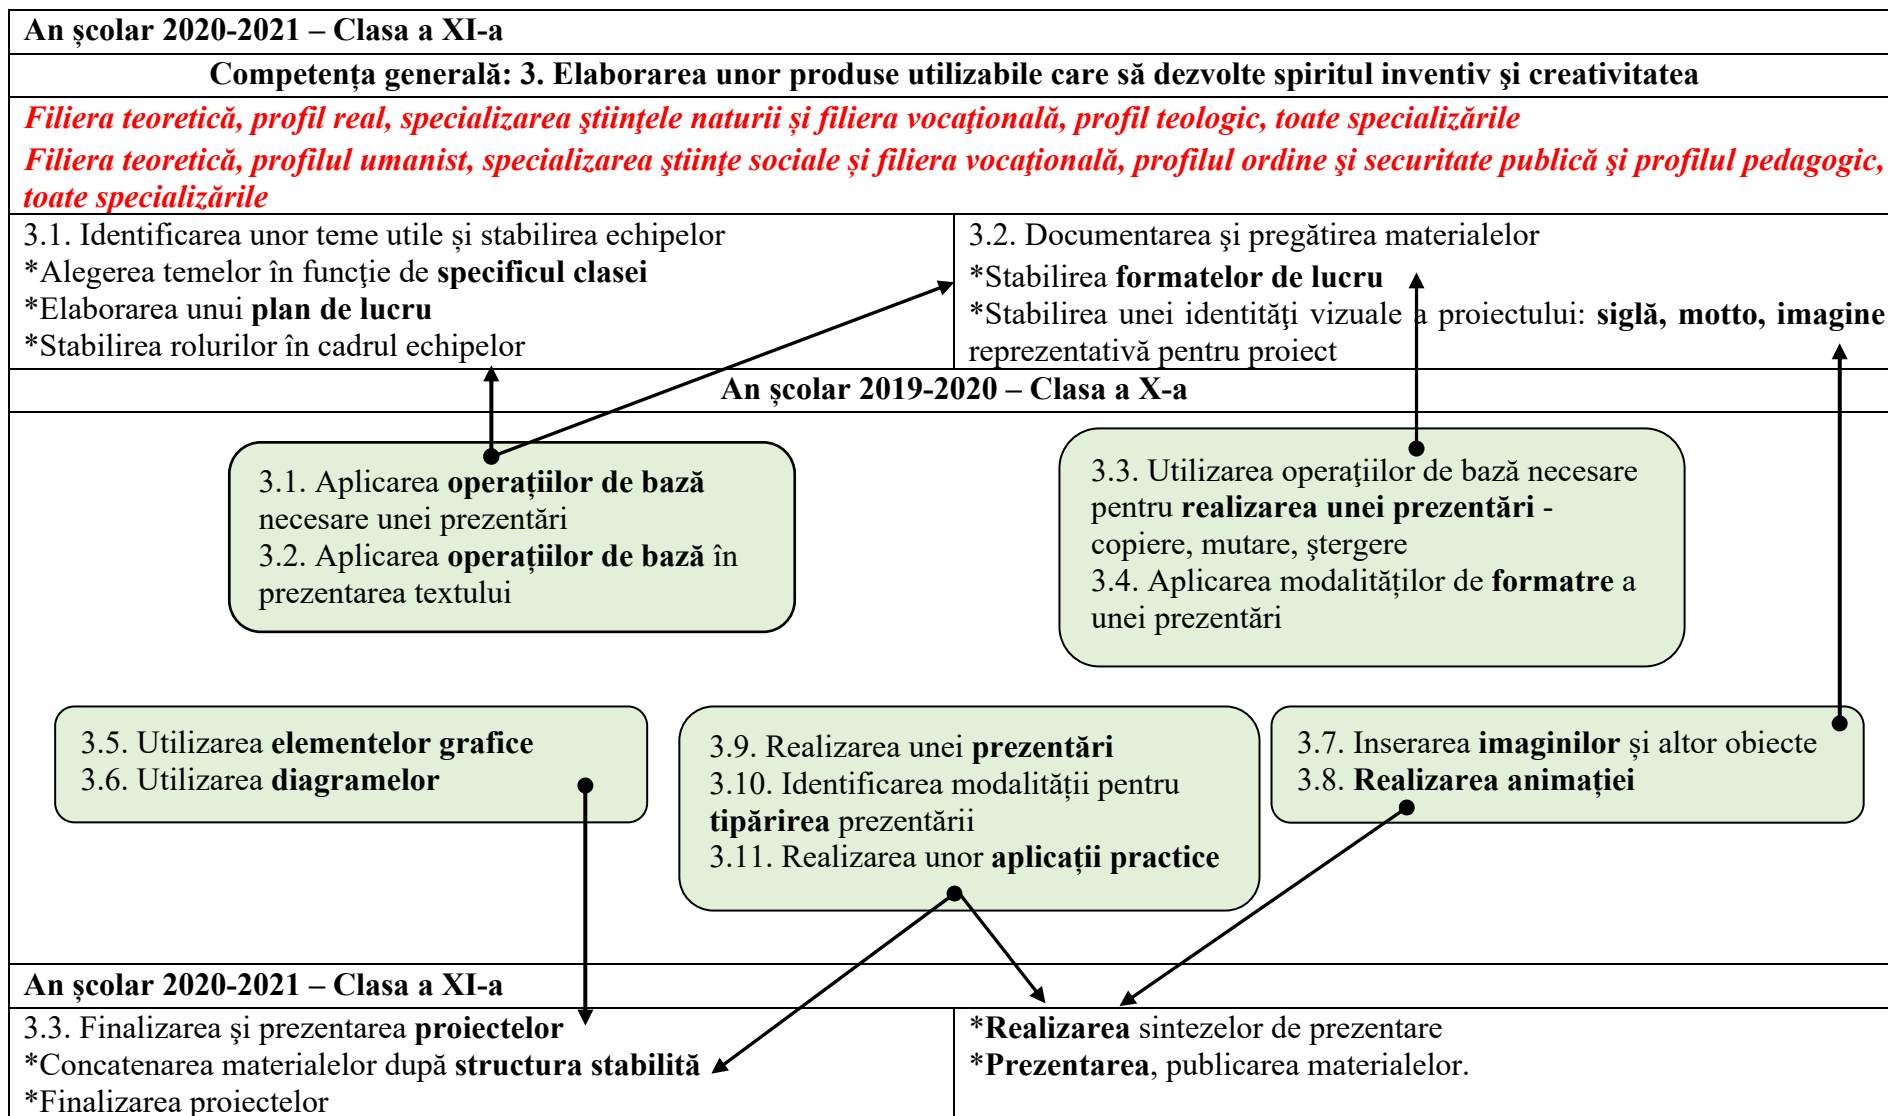 An școlar 2020-2021 – Clasa a XI-a
Competența generală: 3. Elaborarea unor produse utilizabile care să dezvolte spiritul inventiv şi creativitatea
Filiera teoretică, profil real, specializarea ştiinţele naturii și filiera vocaţională, profil teologic, toate specializările
Filiera teoretică, profilul umanist, specializarea ştiinţe sociale și filiera vocaţională, profilul ordine şi securitate publică şi profilul pedagogic,
toate specializările
3.1. Identificarea unor teme utile și stabilirea echipelor
*Alegerea temelor în funcţie de specificul clasei
*Elaborarea unui plan de lucru
*Stabilirea rolurilor în cadrul echipelor
3.2. Documentarea şi pregătirea materialelor
*Stabilirea formatelor de lucru
*Stabilirea unei identităţi vizuale a proiectului: siglă, motto, imagine
reprezentativă pentru proiect
An școlar 2019-2020 – Clasa a X-a
3.1. Aplicarea operațiilor de bază
necesare unei prezentări
3.2. Aplicarea operațiilor de bază în
prezentarea textului
3.3. Utilizarea operaţiilor de bază necesare
pentru realizarea unei prezentări -
copiere, mutare, ştergere
3.4. Aplicarea modalităților de formatre a
unei prezentări
3.5. Utilizarea elementelor grafice
3.6. Utilizarea diagramelor
3.9. Realizarea unei prezentări
3.10. Identificarea modalității pentru
tipărirea prezentării
3.11. Realizarea unor aplicații practice
3.7. Inserarea imaginilor și altor obiecte
3.8. Realizarea animației
An școlar 2020-2021 – Clasa a XI-a
3.3. Finalizarea şi prezentarea proiectelor
*Concatenarea materialelor după structura stabilită
*Finalizarea proiectelor
*Realizarea sintezelor de prezentare
*Prezentarea, publicarea materialelor.